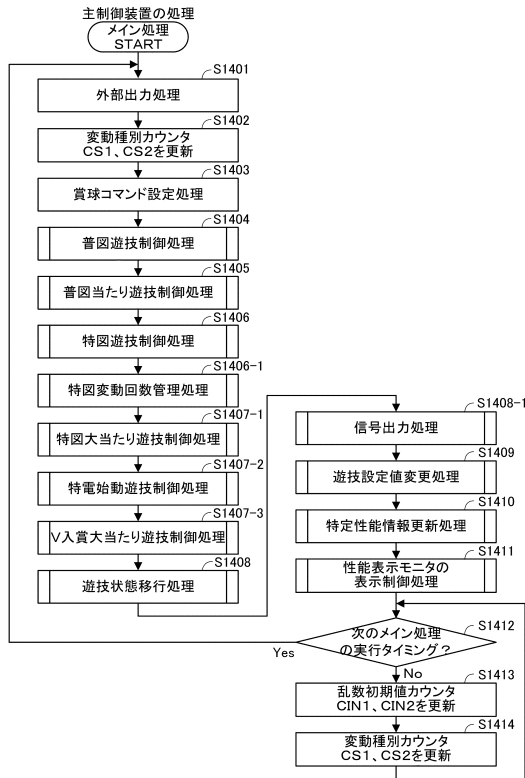 主制御装置の処理
メイン処理
START
S1401
外部出力処理
S1402
変動種別カウンタ
CS1、CS2を更新
S1403
賞球コマンド設定処理
S1404
普図遊技制御処理
S1405
普図当たり遊技制御処理
S1406
特図遊技制御処理
S1406-1
特図変動回数管理処理
S1407-1
特図大当たり遊技制御処理
S1407-2
特電始動遊技制御処理
S1407-3
V入賞大当たり遊技制御処理
S1408
遊技状態移行処理
S1408-1
信号出力処理
S1409
遊技設定値変更処理
S1410
特定性能情報更新処理
S1411
性能表示モニタの
表示制御処理
S1412
次のメイン処理
の実行タイミング？
Yes
No
S1413
乱数初期値カウンタ
CIN1、CIN2を更新
S1414
変動種別カウンタ
CS1、CS2を更新